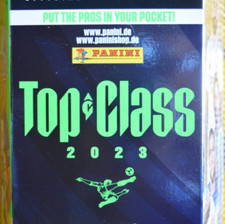 PUT THE PROS IN YOUR POCKET!
www.panini.de
www.paninishop.de
PANINI
Top Class
2023